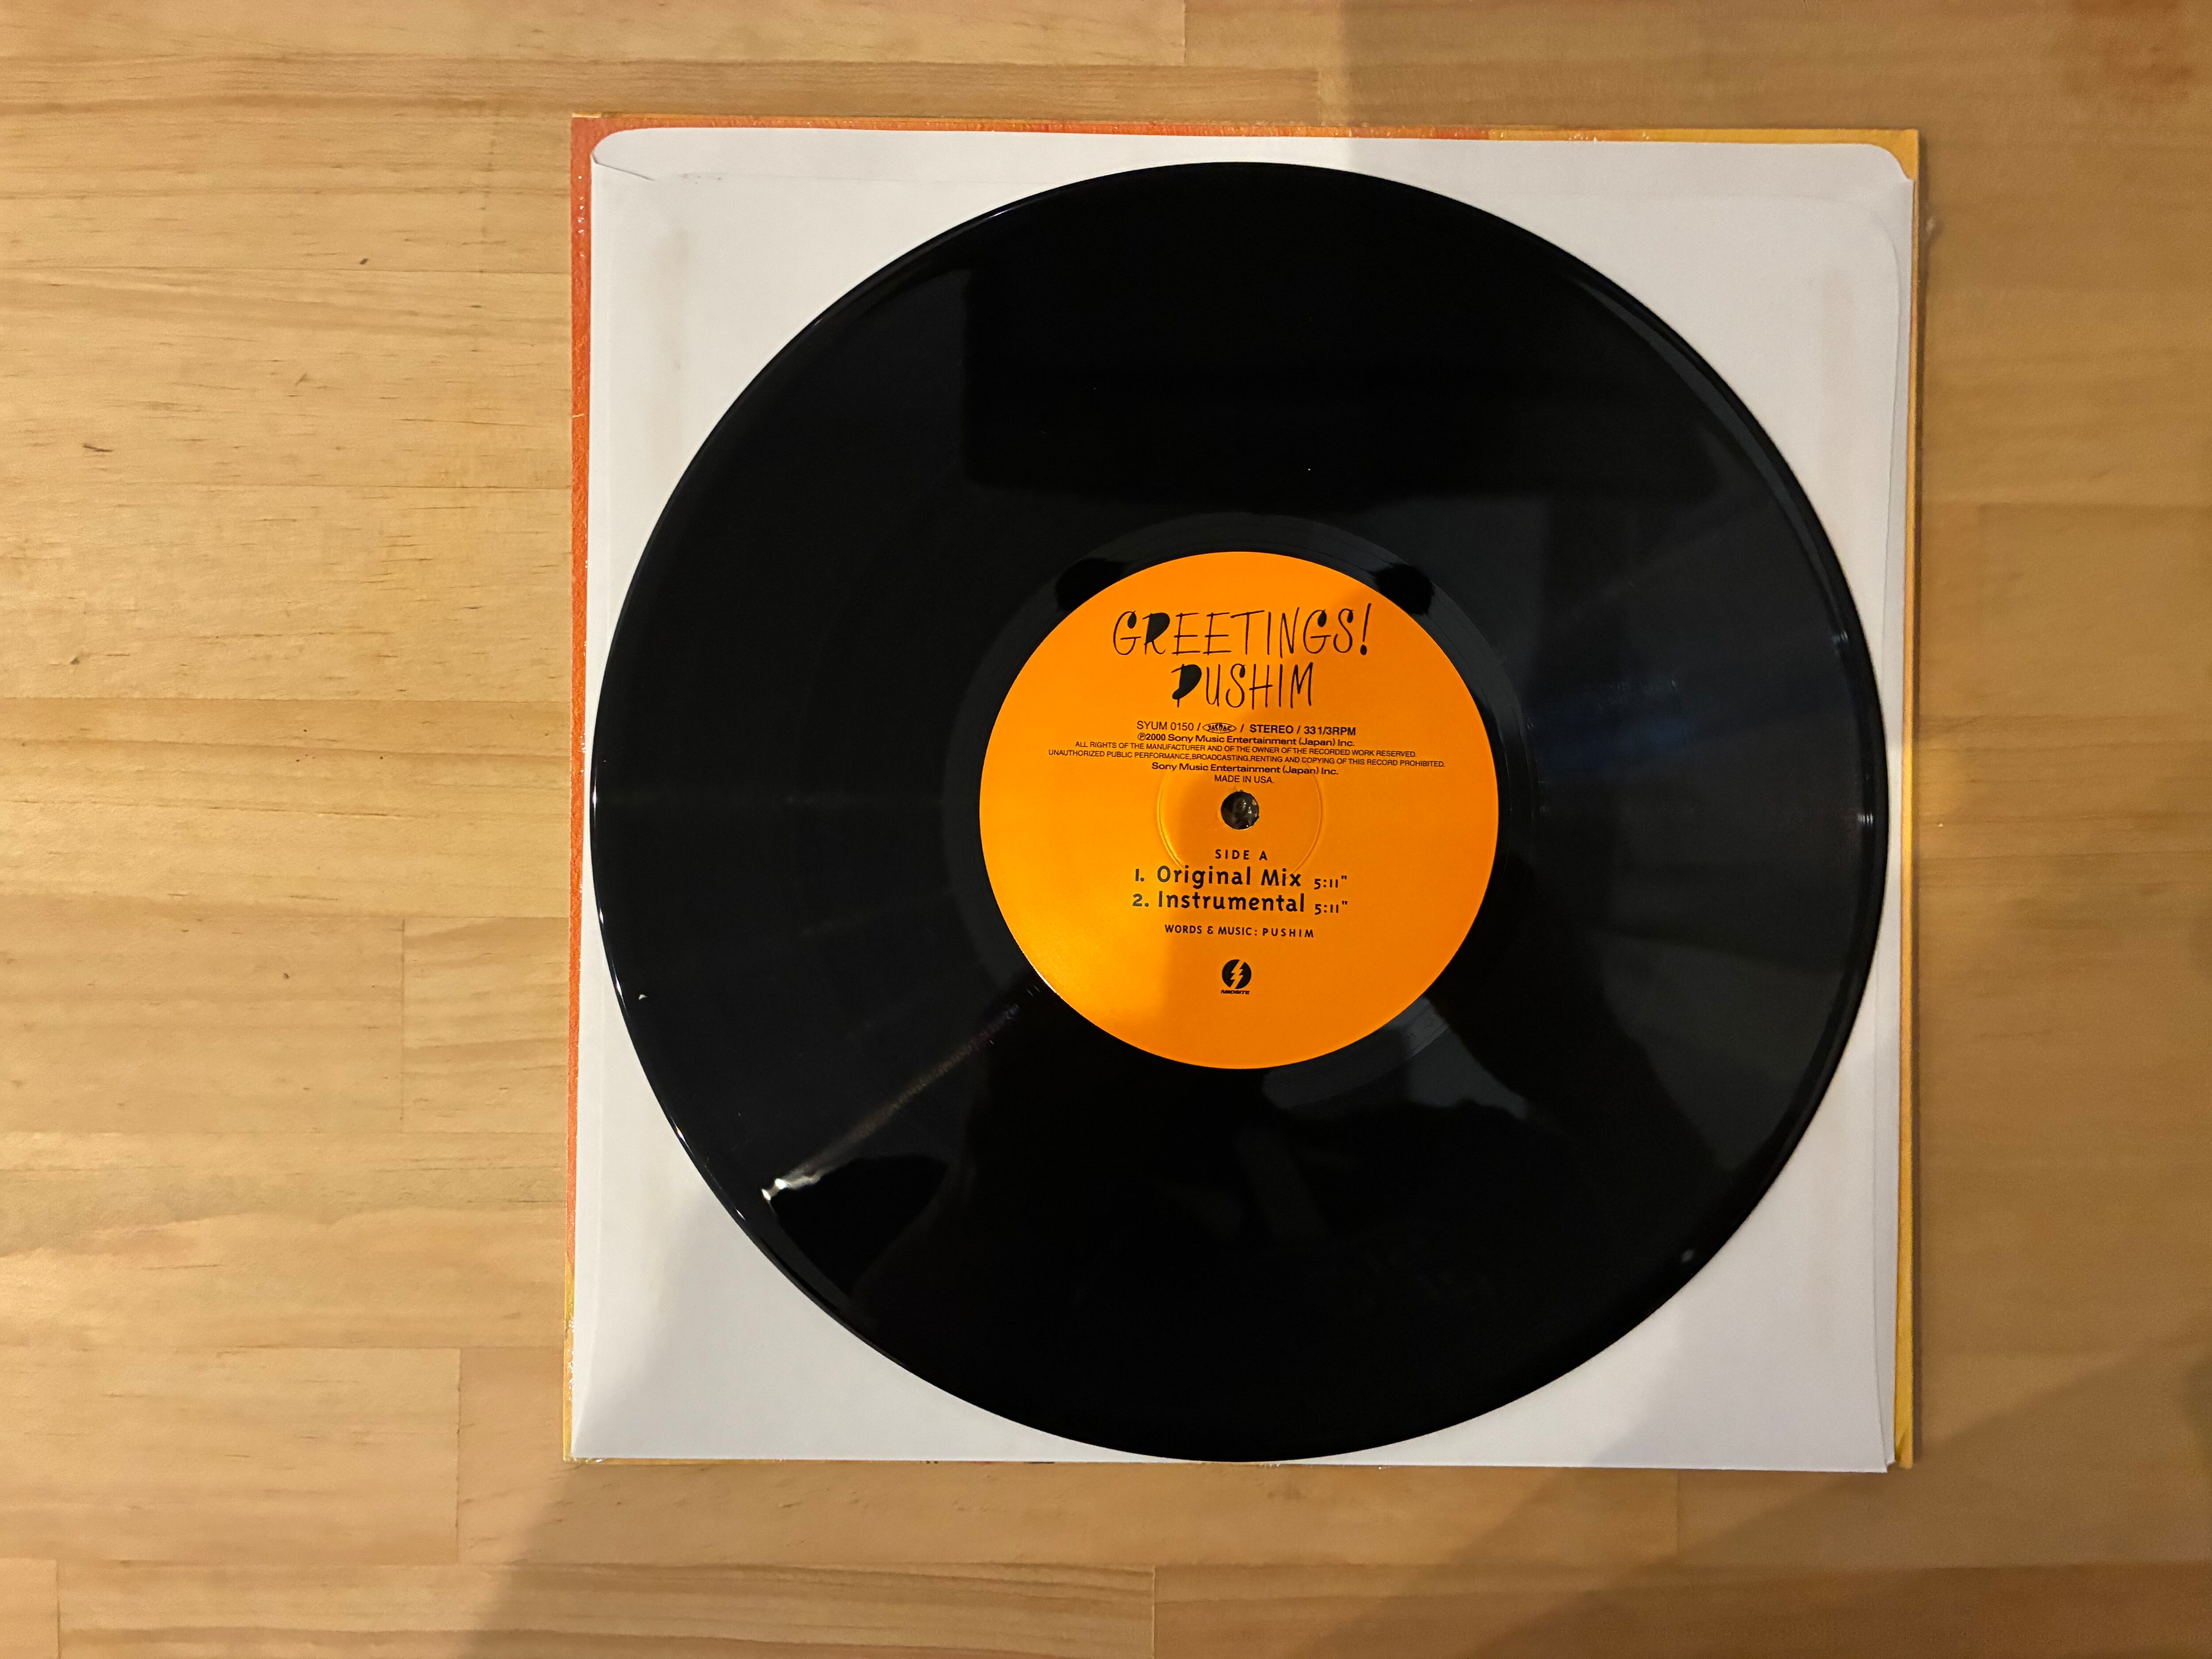 GREETINGS!
PUSHIM
SYUM 0150 / JASRAC / STEREO / 33 1/3RPM
Ⓟ2000 Sony Music Entertainment (Japan) Inc.
ALL RIGHTS OF THE MANUFACTURER AND OF THE OWNER OF THE RECORDED WORK RESERVED.
UNAUTHORIZED PUBLIC PERFORMANCE,BROADCASTING,RENTING AND COPYING OF THIS RECORD PROHIBITED.
Sony Music Entertainment (Japan) Inc.
MADE IN USA.
SIDE A
1. Original Mix 5:11"
2. Instrumental 5:11"
WORDS & MUSIC: PUSHIM